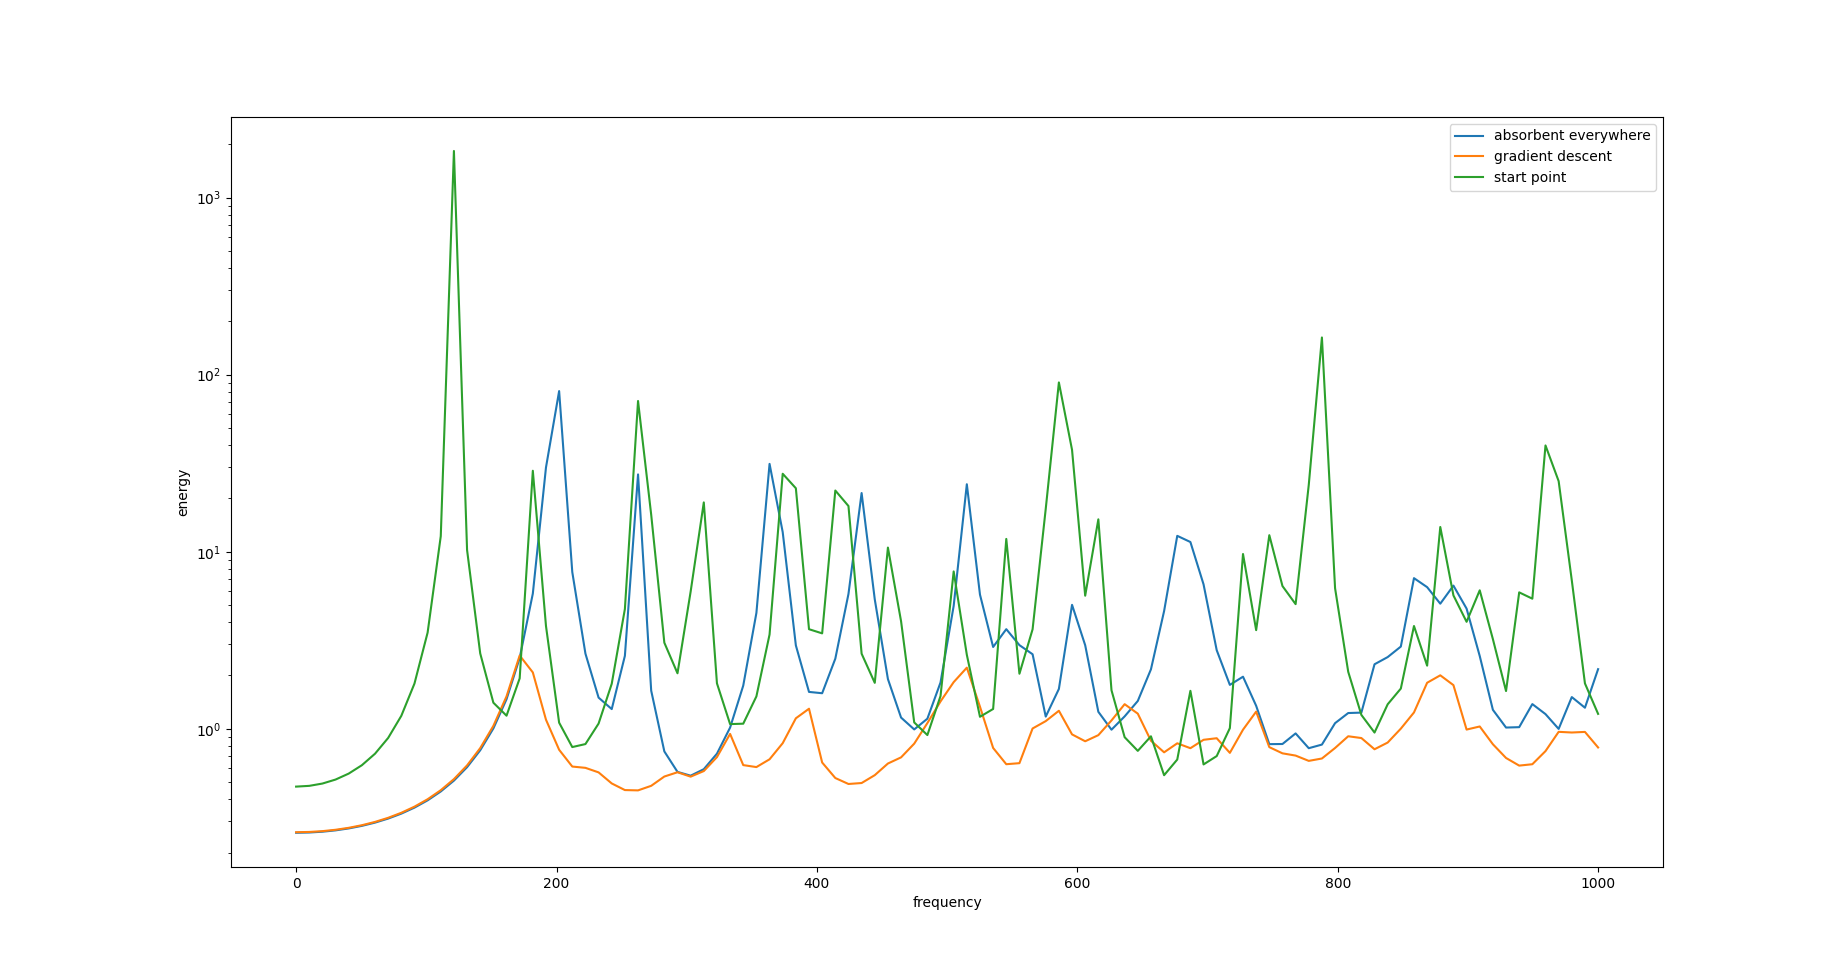 absorbent everywhere
gradient descent
start point
10³
10²
10¹
10⁰
energy
0 200 400 600 800 1000
frequency